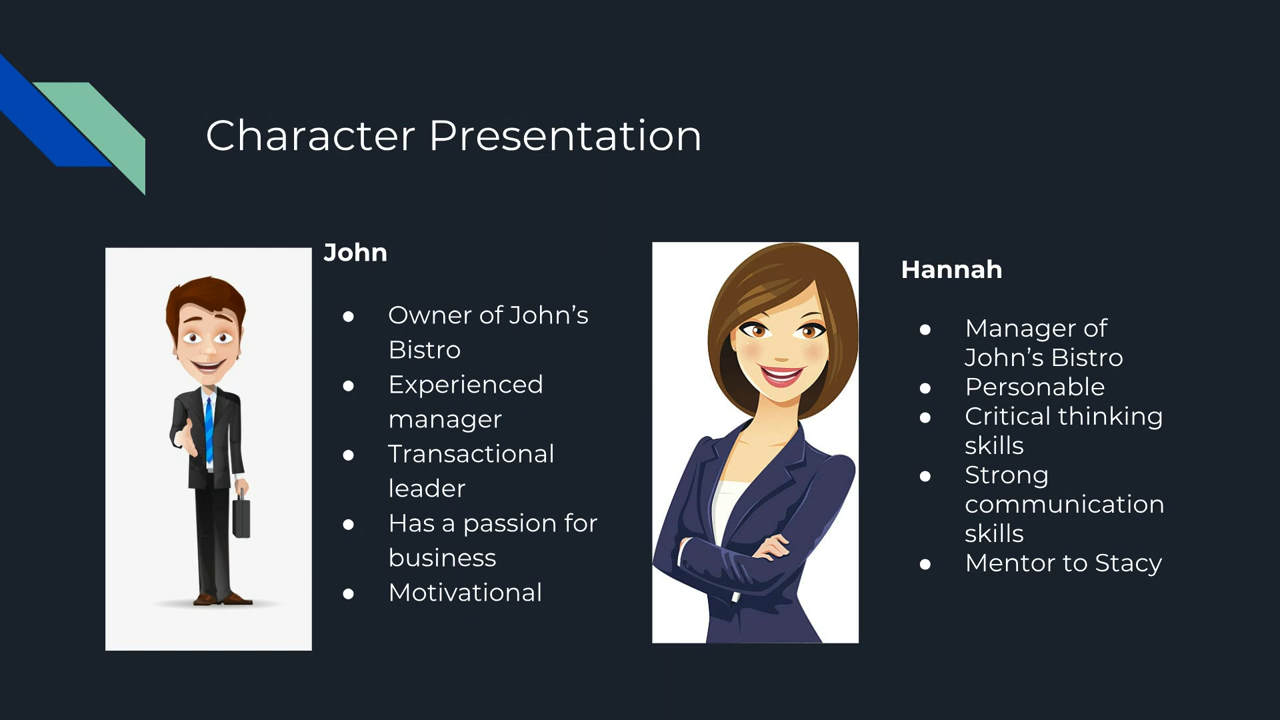 Character Presentation
John
● Owner of John’s
Bistro
● Experienced
manager
● Transactional
leader
● Has a passion for
business
● Motivational
Hannah
● Manager of
John’s Bistro
● Personable
● Critical thinking
skills
● Strong
communication
skills
● Mentor to Stacy